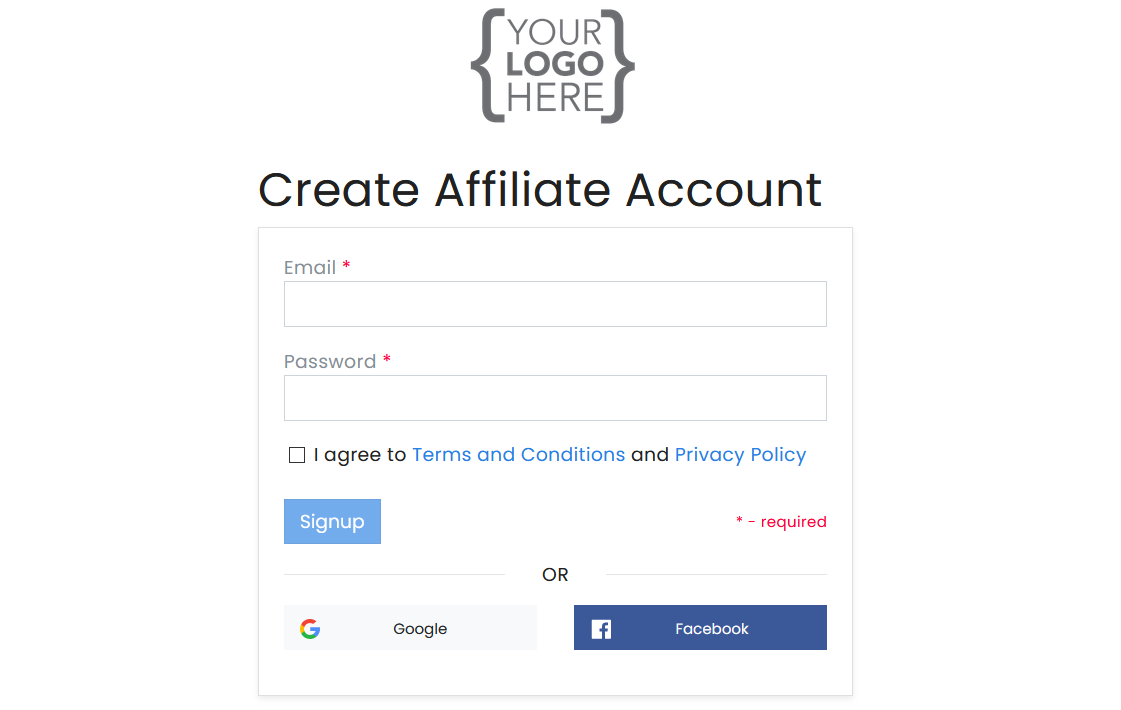 YOUR
LOGO
HERE
Create Affiliate Account
Email *
Password *
I agree to Terms and Conditions and Privacy Policy
Signup
* - required
OR
Google
Facebook